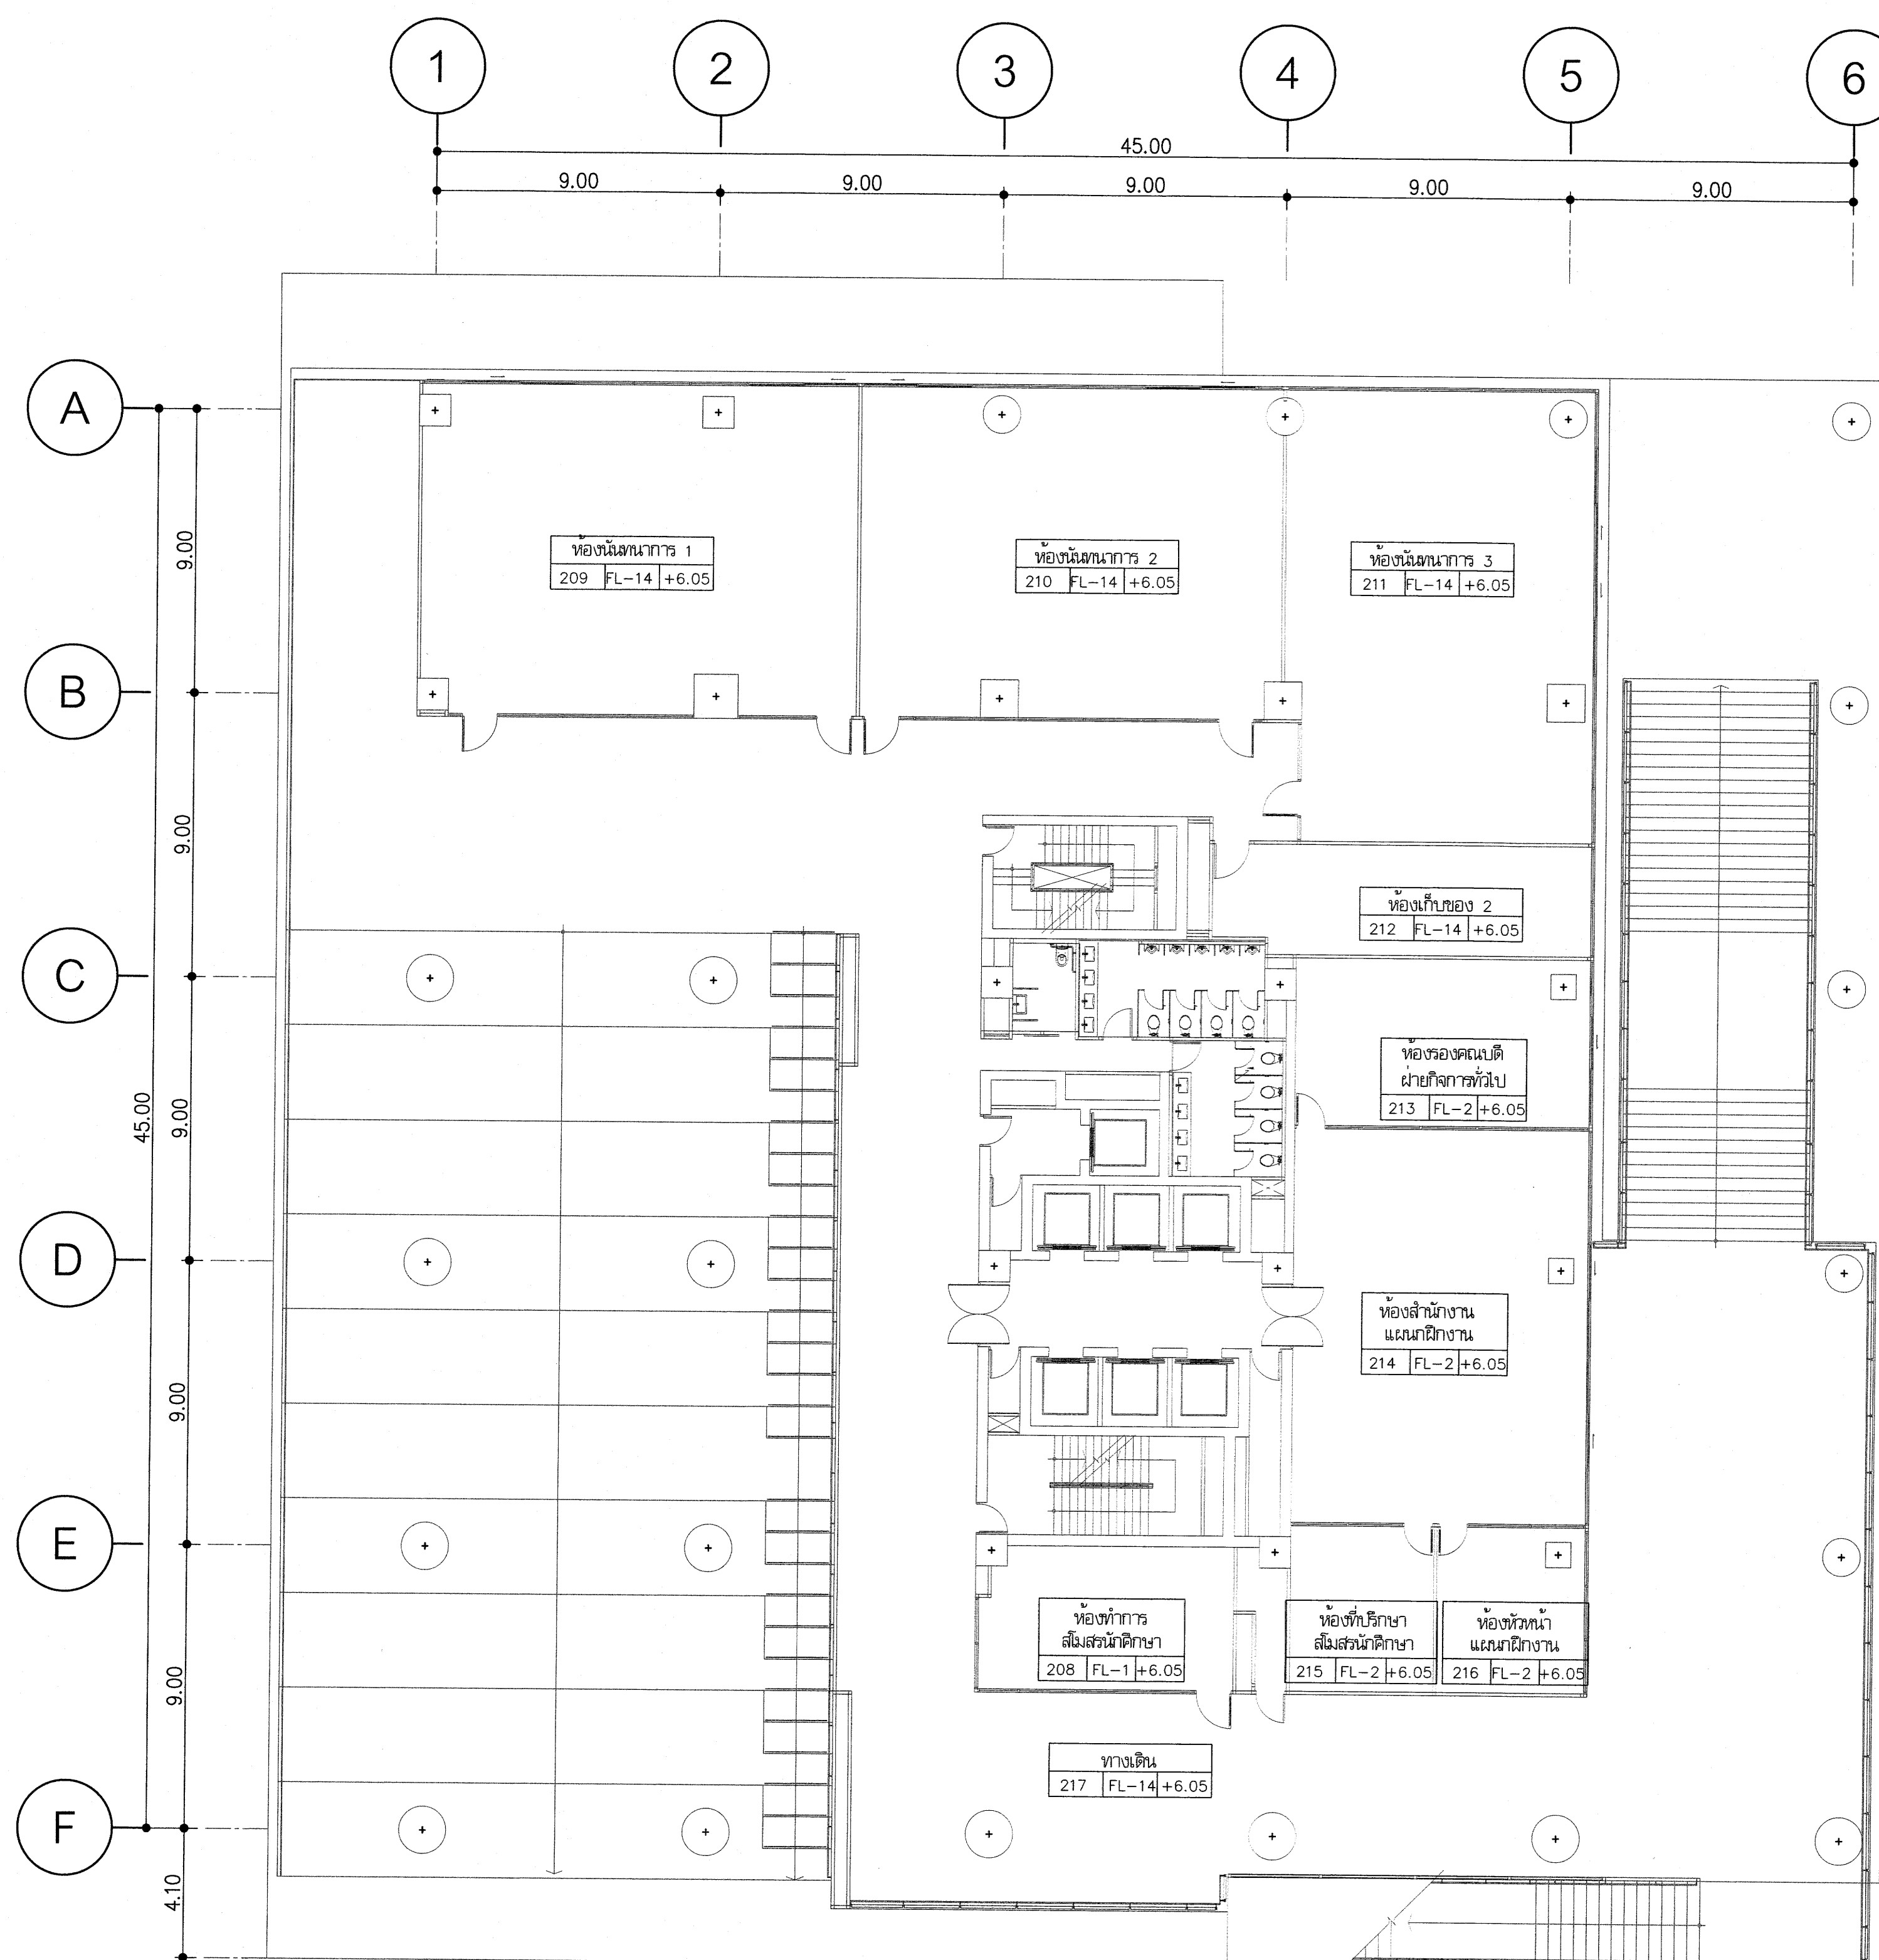 1 2 3 4 5 6
45.00
9.00 9.00 9.00 9.00 9.00
A
B
C
D
E
F
9.00
9.00
9.00
9.00
9.00
45.00
4.10
ห้องนันทนาการ 1
209 FL-14 +6.05
ห้องนันทนาการ 2
210 FL-14 +6.05
ห้องนันทนาการ 3
211 FL-14 +6.05
ห้องเก็บของ 2
212 FL-14 +6.05
ห้องรองคณบดี
ฝ่ายกิจการทั่วไป
213 FL-2 +6.05
ห้องสำนักงาน
แผนกฝึกงาน
214 FL-2 +6.05
ห้องทำการ
สโมสรนักศึกษา
208 FL-1 +6.05
ห้องที่ปรึกษา
สโมสรนักศึกษา
215 FL-2 +6.05
ห้องหัวหน้า
แผนกฝึกงาน
216 FL-2 +6.05
ทางเดิน
217 FL-14 +6.05